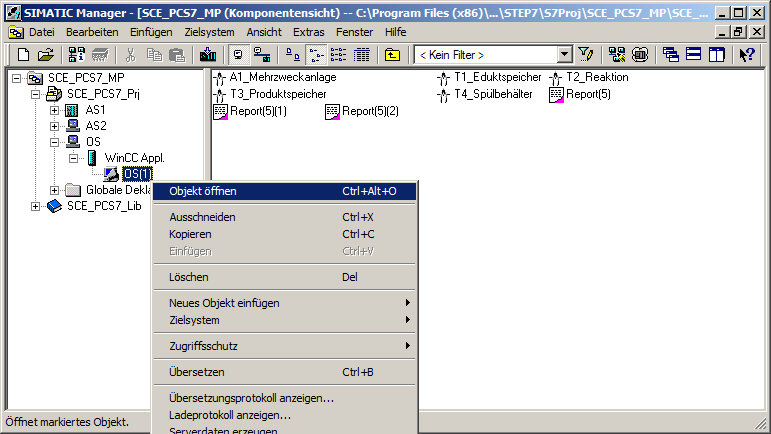 SIMATIC Manager - [SCE_PCS7_MP (Komponentensicht) -- C:\Program Files (x86)\...\STEP7\S7Proj\SCE_PCS7_MP\SCE_...
Datei Bearbeiten Einfügen Zielsystem Ansicht Extras Fenster Hilfe
< Kein Filter >
SCE_PCS7_MP
SCE_PCS7_Prj
AS1
AS2
OS
WinCC Appl.
OS(1)
Globale Dekla
SCE_PCS7_Lib
A1_Mehrzweckanlage T1_Eduktspeicher T2_Reaktion
T3_Produktspeicher T4_Spülbehälter Report(5)
Report(5)(1) Report(5)(2)
Objekt öffnen Ctrl+Alt+O
Ausschneiden Ctrl+X
Kopieren Ctrl+C
Einfügen Ctrl+V
Löschen Del
Neues Objekt einfügen
Zielsystem
Zugriffsschutz
Übersetzen Ctrl+B
Übersetzungsprotokoll anzeigen...
Ladeprotokoll anzeigen...
Serverdaten erzeugen
Öffnet markiertes Objekt.